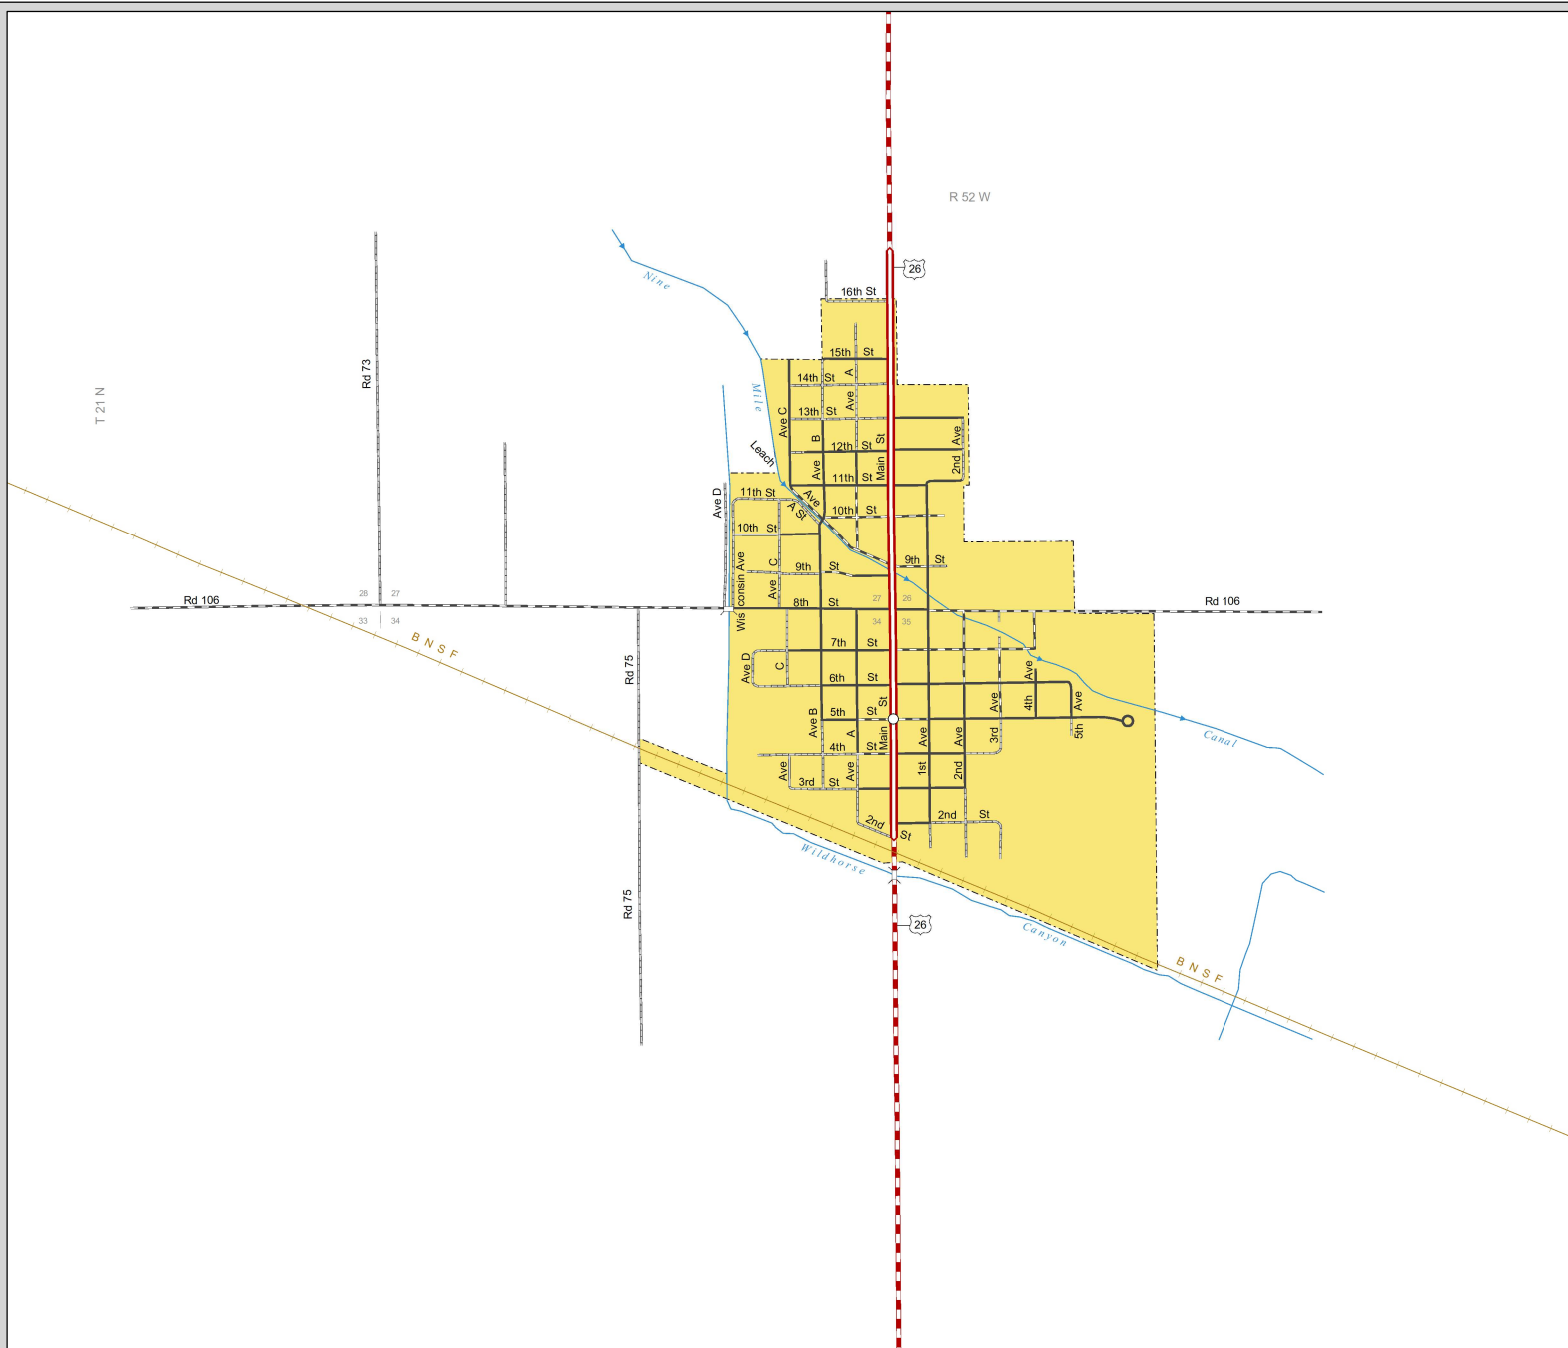 R 52 W
26
Nine
16th St
T 21 N
Rd 73
15th St
14th St
A
Mile
Ave
Ave C
13th St
B
12th St
St
Ave
Leach
Ave
Main
2nd
11th St
Ave D
11th St
Ave
A St
10th St
10th St
Wisconsin Ave
C
Ave
9th St
9th St
28 27
33 34
27 26
34 35
Rd 106
8th St
Rd 106
BNSF
7th St
Rd 75
Ave D
C
6th St
Ave
4th
St
Main
Ave B
5th St
A
Ave
3rd
Ave
5th
Ave
1st
Ave
2nd
Canal
4th St
Ave
Ave
3rd St
2nd St
2nd St
Wildhorse
Rd 75
26
Canyon
BNSF